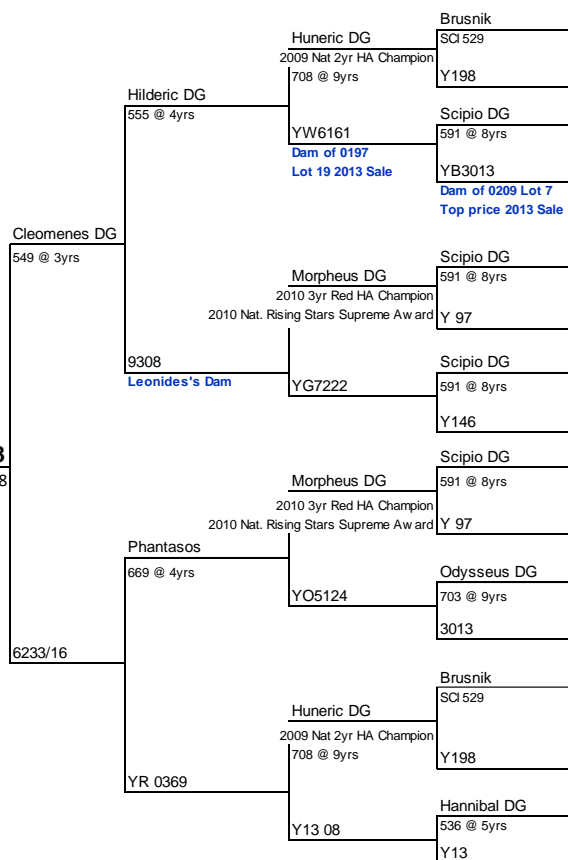 Brusnik
Huneric DG
SCI 529
2009 Nat 2yr HA Champion
708 @ 9yrs
Y198
Hilderic DG
555 @ 4yrs
Scipio DG
YW6161
591 @ 8yrs
Dam of 0197
Lot 19 2013 Sale
YB3013
Dam of 0209 Lot 7
Top price 2013 Sale
Cleomenes DG
549 @ 3yrs
Scipio DG
Morpheus DG
591 @ 8yrs
2010 3yr Red HA Champion
2010 Nat. Rising Stars Supreme Award
Y 97
9308
Scipio DG
Leonides's Dam
YG7222
591 @ 8yrs
Y146
Scipio DG
Morpheus DG
591 @ 8yrs
2010 3yr Red HA Champion
2010 Nat. Rising Stars Supreme Award
Y 97
Phantasos
669 @ 4yrs
Odysseus DG
YO5124
703 @ 9yrs
3013
6233/16
Brusnik
SCI 529
Huneric DG
2009 Nat 2yr HA Champion
708 @ 9yrs
Y198
YR 0369
Hannibal DG
Y13 08
536 @ 5yrs
Y13